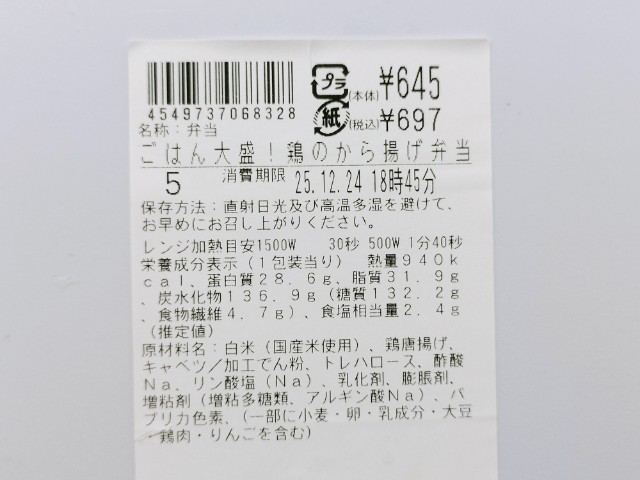 プラ (本体) ¥645
4549737068328 紙 (税込) ¥697
名称:弁当
ごはん大盛!鶏のから揚げ弁当
5 消費期限 25.12.24 18時45分
保存方法:直射日光及び高温多湿を避けて、
お早めにお召し上がりください。
レンジ加熱目安1500W 30秒 500W 1分40秒
栄養成分表示(1包装当り) 熱量940k
cal、蛋白質28.6g、脂質31.9g
、炭水化物136.9g(糖質132.2g
、食物繊維4.7g)、食塩相当量2.4g
(推定値)
原材料名:白米(国産米使用)、鶏唐揚げ、
キャベツ/加工でん粉、トレハロース、酢酸
Na、リン酸塩(Na)、乳化剤、膨脹剤、
増粘剤(増粘多糖類、アルギン酸Na)、パ
プリカ色素、(一部に小麦・卵・乳成分・大豆
・鶏肉・りんごを含む)